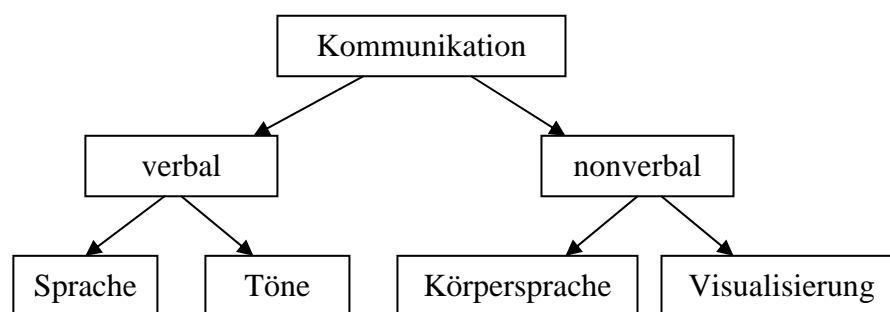 Kommunikation
verbal
nonverbal
Sprache
Töne
Körpersprache
Visualisierung